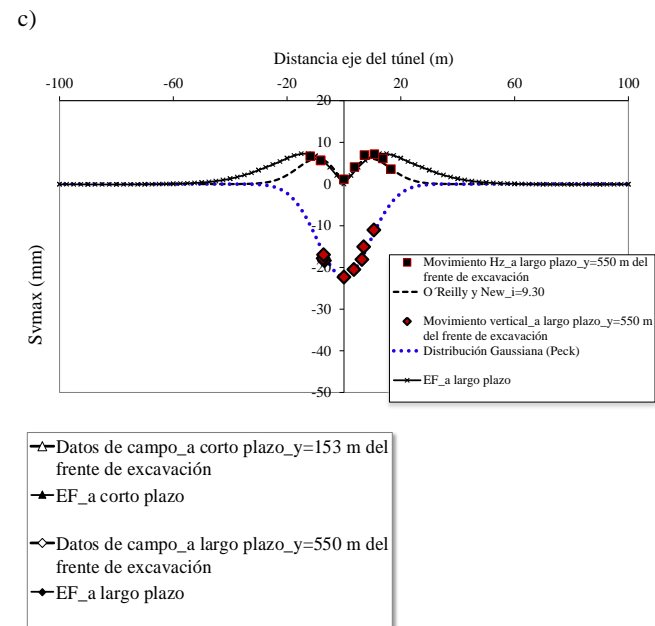 c)
Distancia eje del túnel (m)
-100 -60 -20 20 60 100
20
10
0
-10
-20
-30
-40
-50
Svmax (mm)
Movimiento Hz_a largo plazo_y=550 m del
frente de excavación
O´Reilly y New_i=9.30
Movimiento vertical_a largo plazo_y=550 m
del frente de excavación
Distribución Gaussiana (Peck)
EF_a largo plazo
Datos de campo_a corto plazo_y=153 m del
frente de excavación
EF_a corto plazo
Datos de campo_a largo plazo_y=550 m del
frente de excavación
EF_a largo plazo